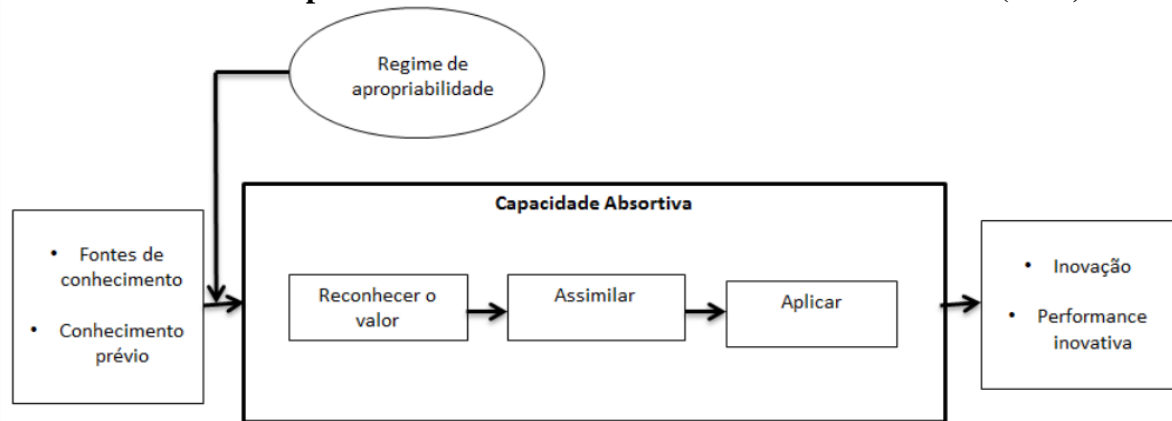 Regime de
apropriabilidade
Capacidade Absortiva
• Fontes de
conhecimento
• Conhecimento
prévio
Reconhecer o
valor
Assimilar
Aplicar
• Inovação
• Performance
inovativa